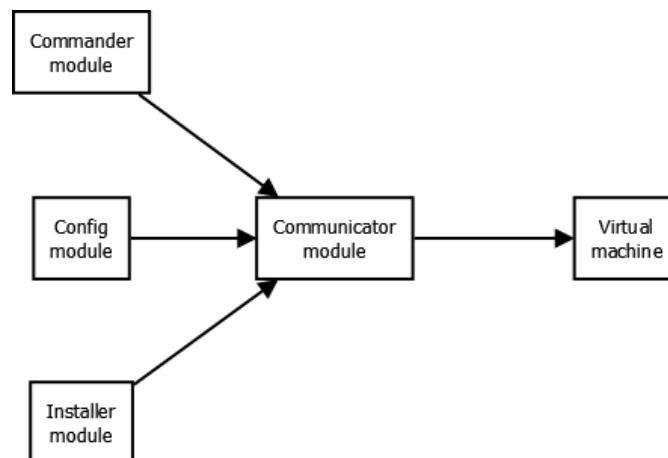 Commander
module
Config
module
Communicator
module
Virtual
machine
Installer
module